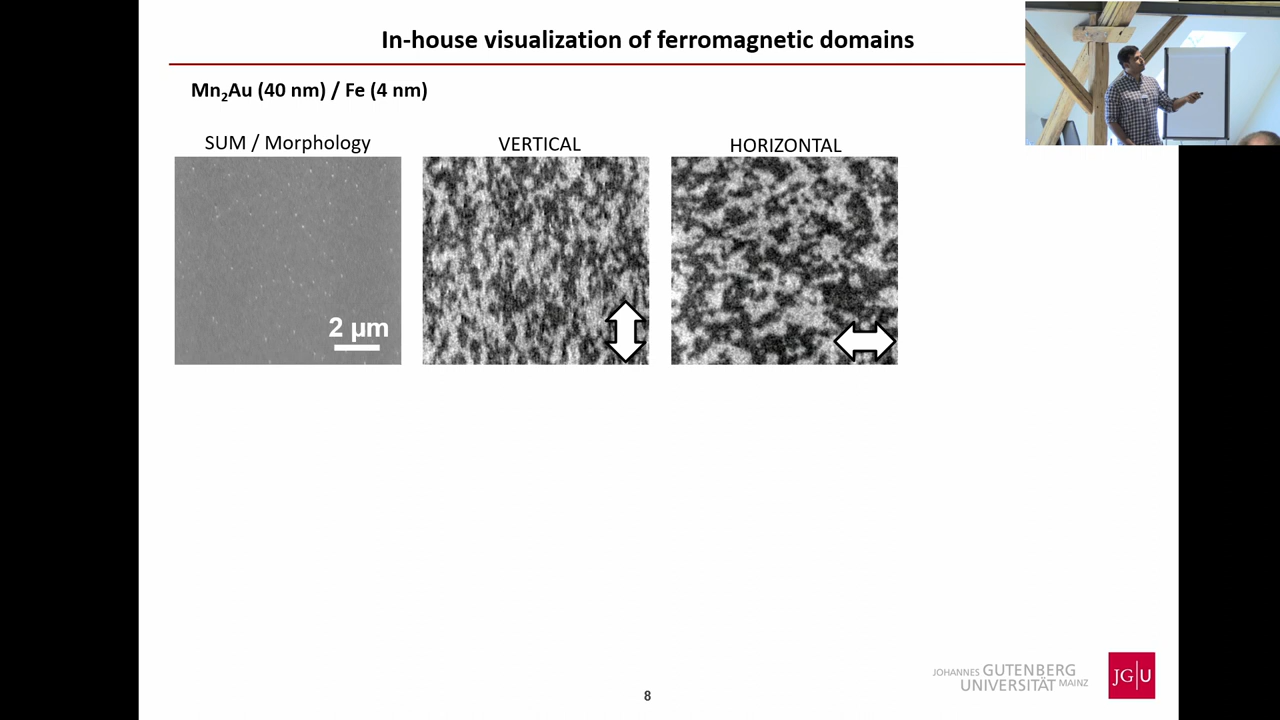 In-house visualization of ferromagnetic domains
Mn₂Au (40 nm) / Fe (4 nm)
SUM / Morphology
VERTICAL
HORIZONTAL
2 µm
JOHANNES GUTENBERG
UNIVERSITÄT MAINZ
JG|U
8